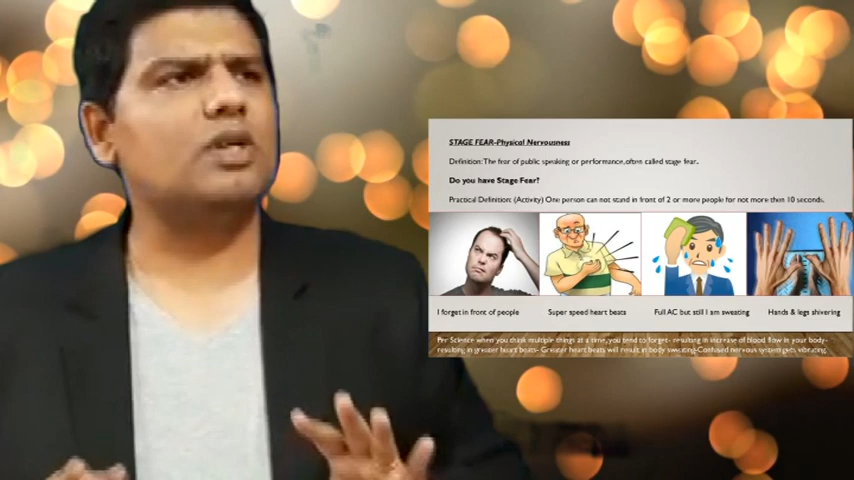 STAGE FEAR-Physical Nervousness
Definition: The fear of public speaking or performance, often called stage fear.
Do you have Stage Fear?
Practical Definition: (Activity) One person can not stand in front of 2 or more people for not more then 10 seconds.
I forget in front of people
Super speed heart beats
Full AC but still I am sweating
Hands & legs shivering
Per Science when you think multiple things at a time, you tend to forget- resulting in increase of blood flow in your body-
resulting in greater heart beats- Greater heart beats will result in body sweating-Confused nervous system gets vibrating.